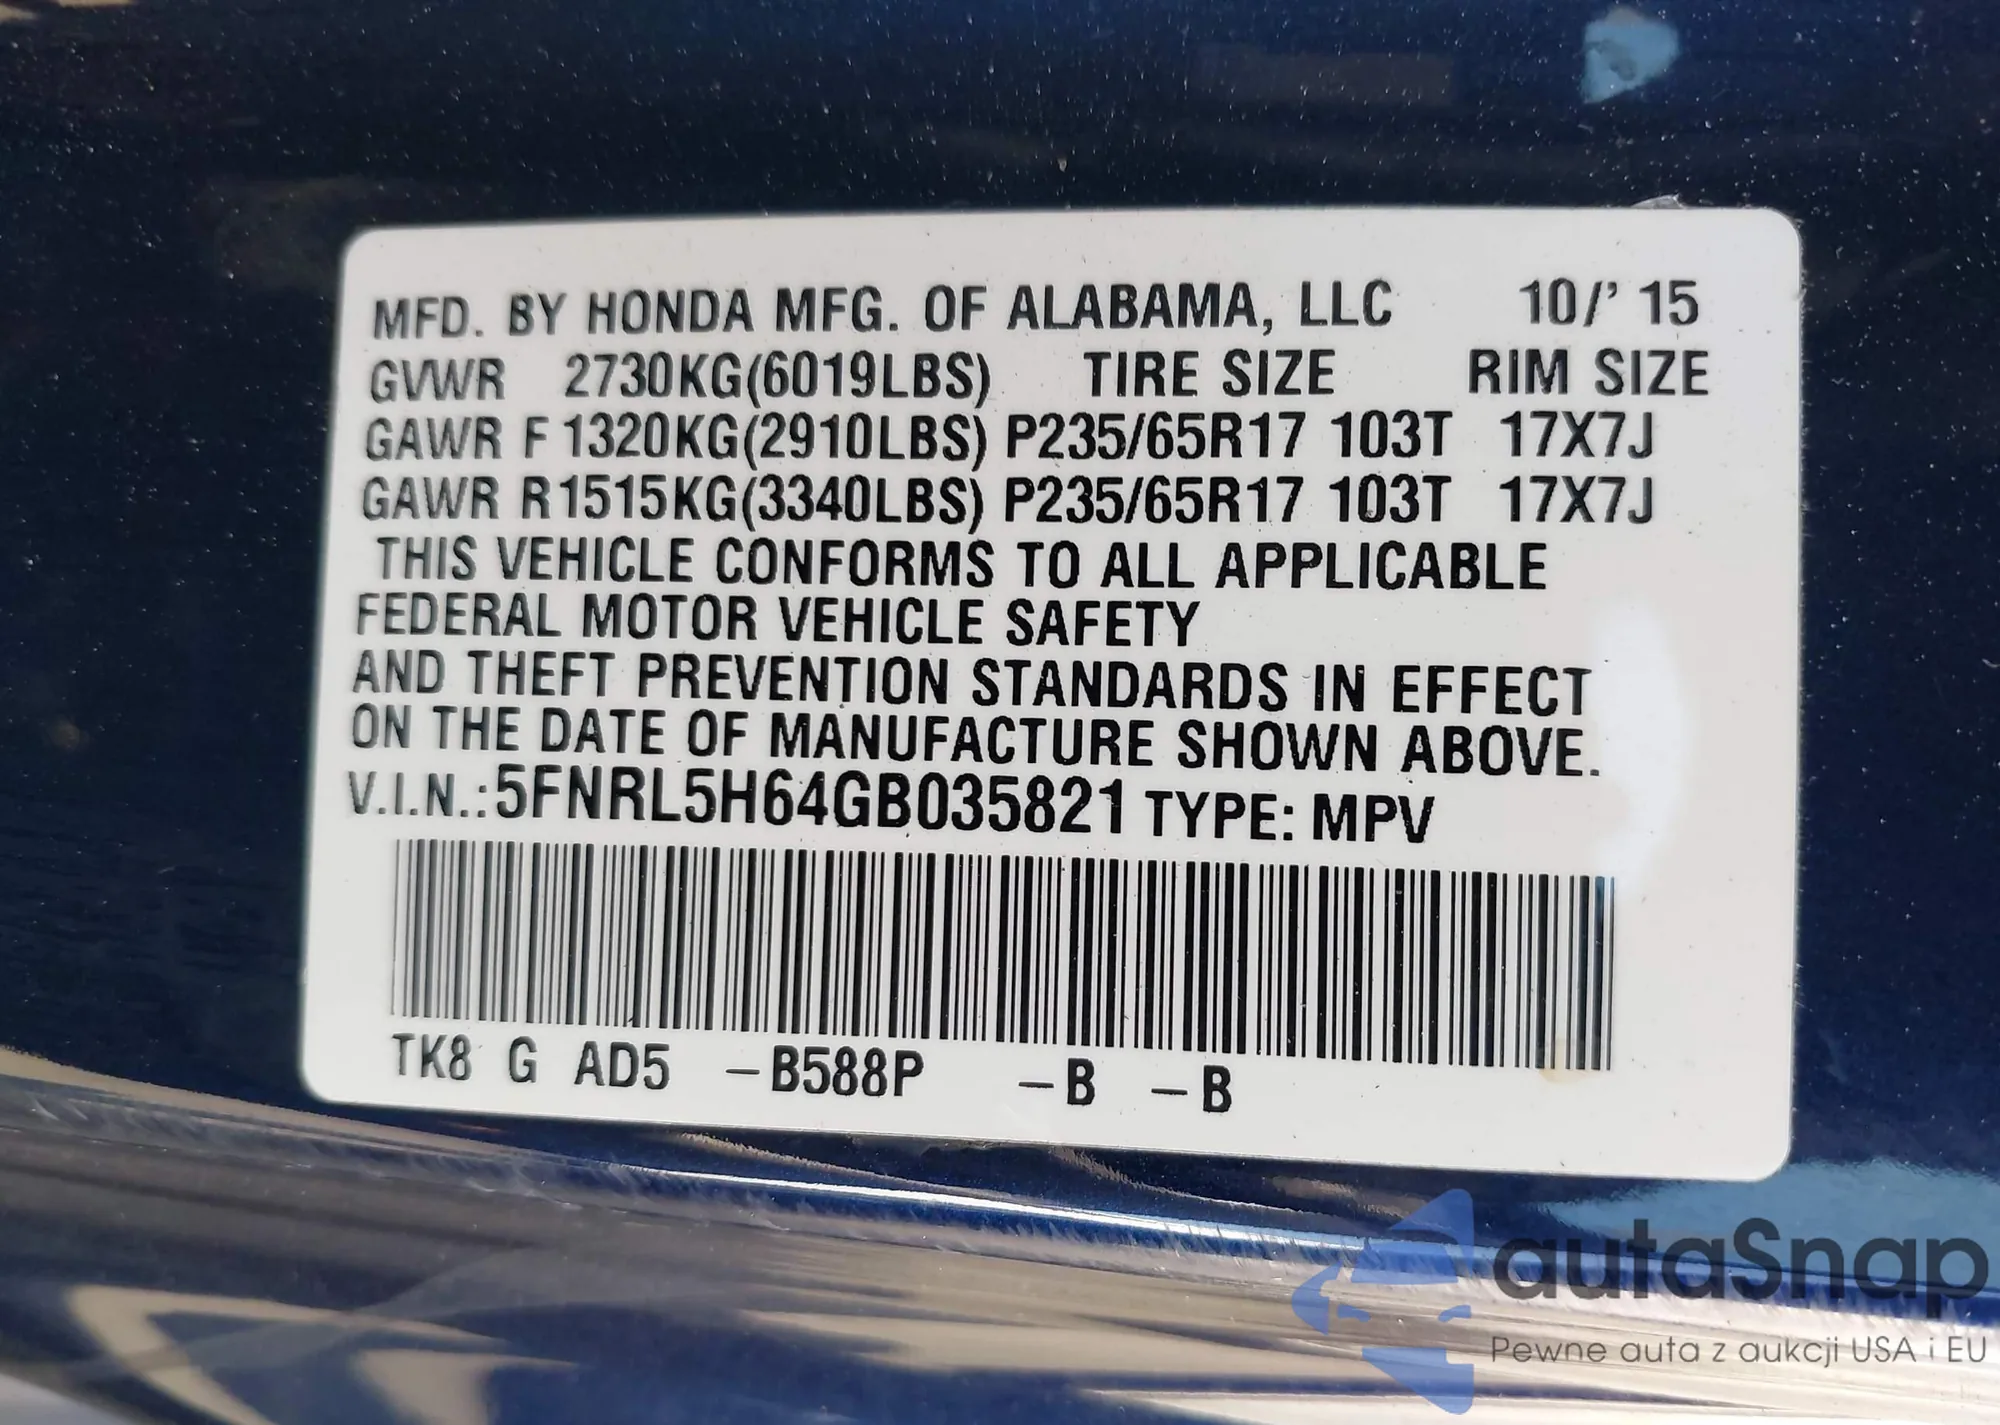 MFD. BY HONDA MFG. OF ALABAMA, LLC 10/' 15
GVWR 2730KG(6019LBS) TIRE SIZE RIM SIZE
GAWR F 1320KG(2910LBS) P235/65R17 103T 17X7J
GAWR R1515KG(3340LBS) P235/65R17 103T 17X7J
THIS VEHICLE CONFORMS TO ALL APPLICABLE
FEDERAL MOTOR VEHICLE SAFETY
AND THEFT PREVENTION STANDARDS IN EFFECT
ON THE DATE OF MANUFACTURE SHOWN ABOVE.
V.I.N.:5FNRL5H64GB035821 TYPE: MPV
TK8 G AD5 –B588P –B –B
autaSnap
Pewne auta z aukcji USA i EU